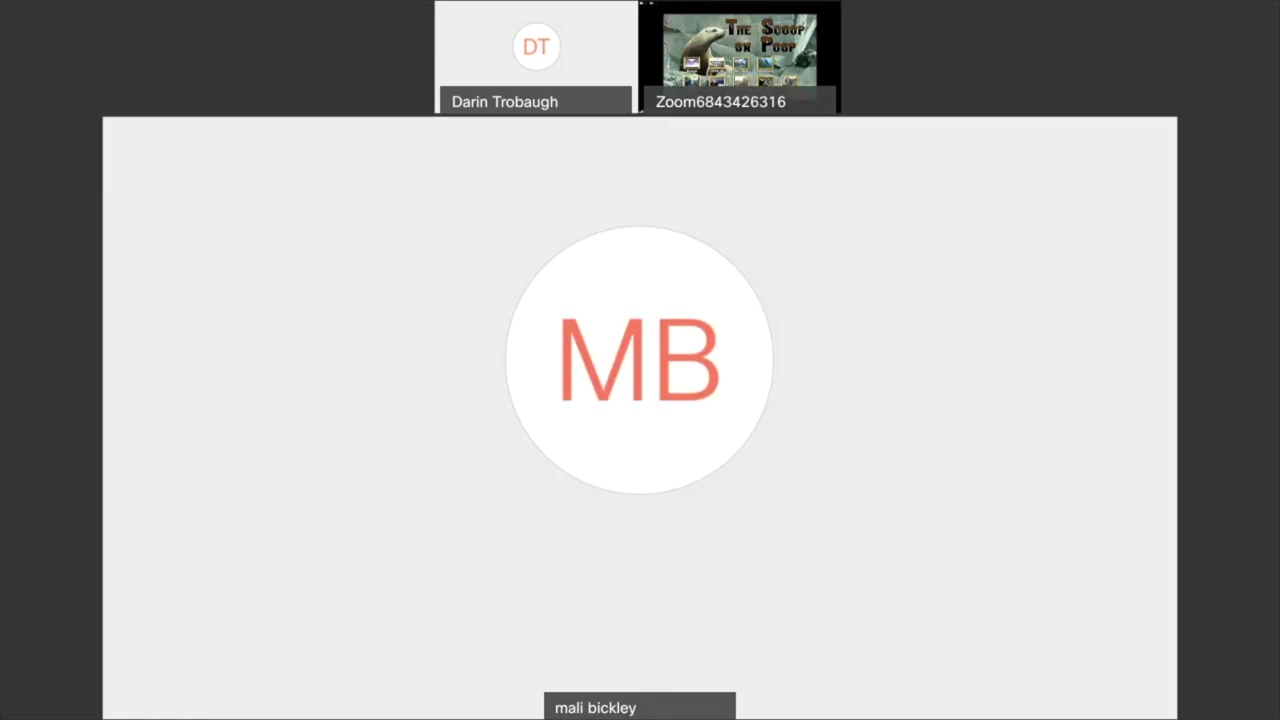 DT
Darin Trobaugh
The Scoop
on Poop
Zoom6843426316
MB
mali bickley